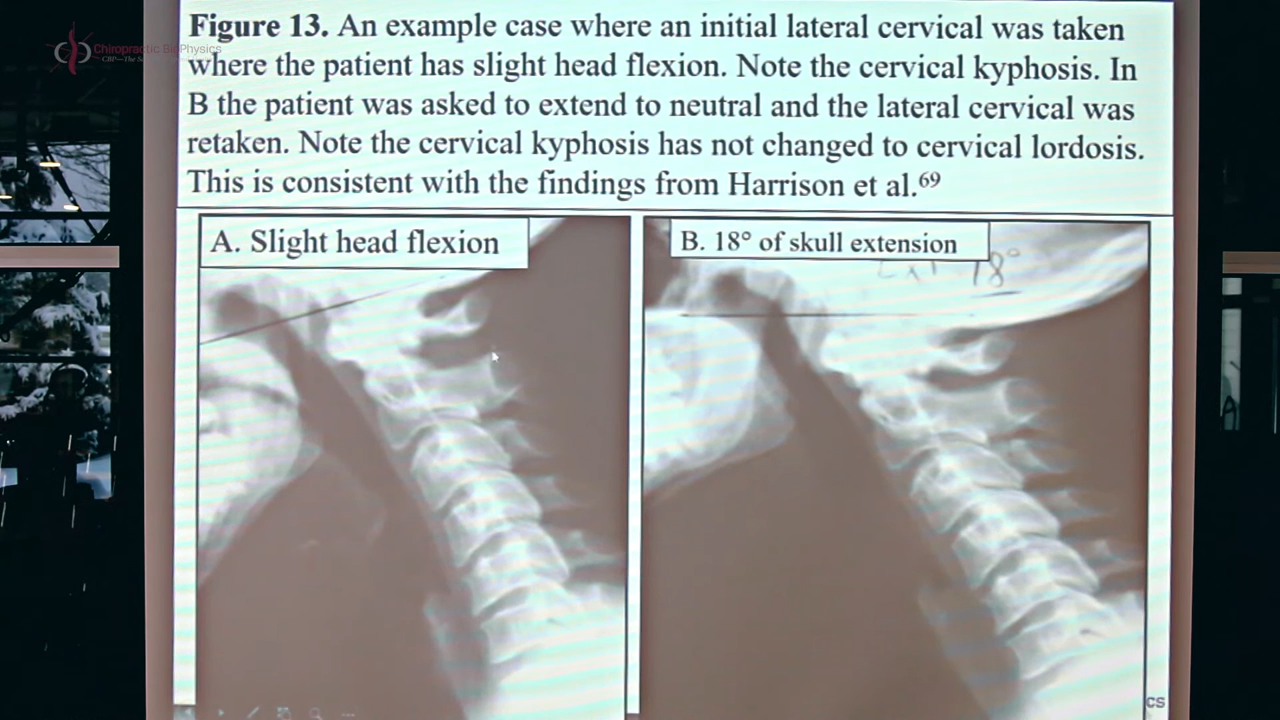 Chiropractic BioPhysics
Figure 13. An example case where an initial lateral cervical was taken
where the patient has slight head flexion. Note the cervical kyphosis. In
B the patient was asked to extend to neutral and the lateral cervical was
retaken. Note the cervical kyphosis has not changed to cervical lordosis.
This is consistent with the findings from Harrison et al.69
A. Slight head flexion
B. 18° of skull extension
18°
CS